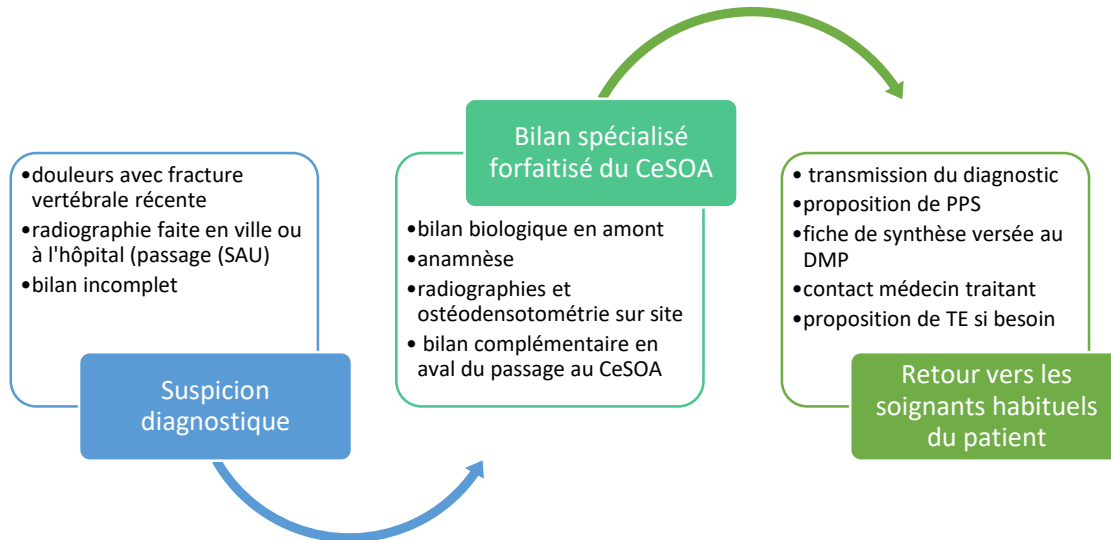 •douleurs avec fracture
vertébrale récente
•radiographie faite en ville ou
à l'hôpital (passage (SAU)
•bilan incomplet
Suspicion
diagnostique
Bilan spécialisé
forfaitisé du CeSOA
•bilan biologique en amont
•anamnèse
•radiographies et
ostéodensotométrie sur site
• bilan complémentaire en
aval du passage au CeSOA
• transmission du diagnostic
•proposition de PPS
•fiche de synthèse versée au
DMP
•contact médecin traitant
•proposition de TE si besoin
Retour vers les
soignants habituels
du patient